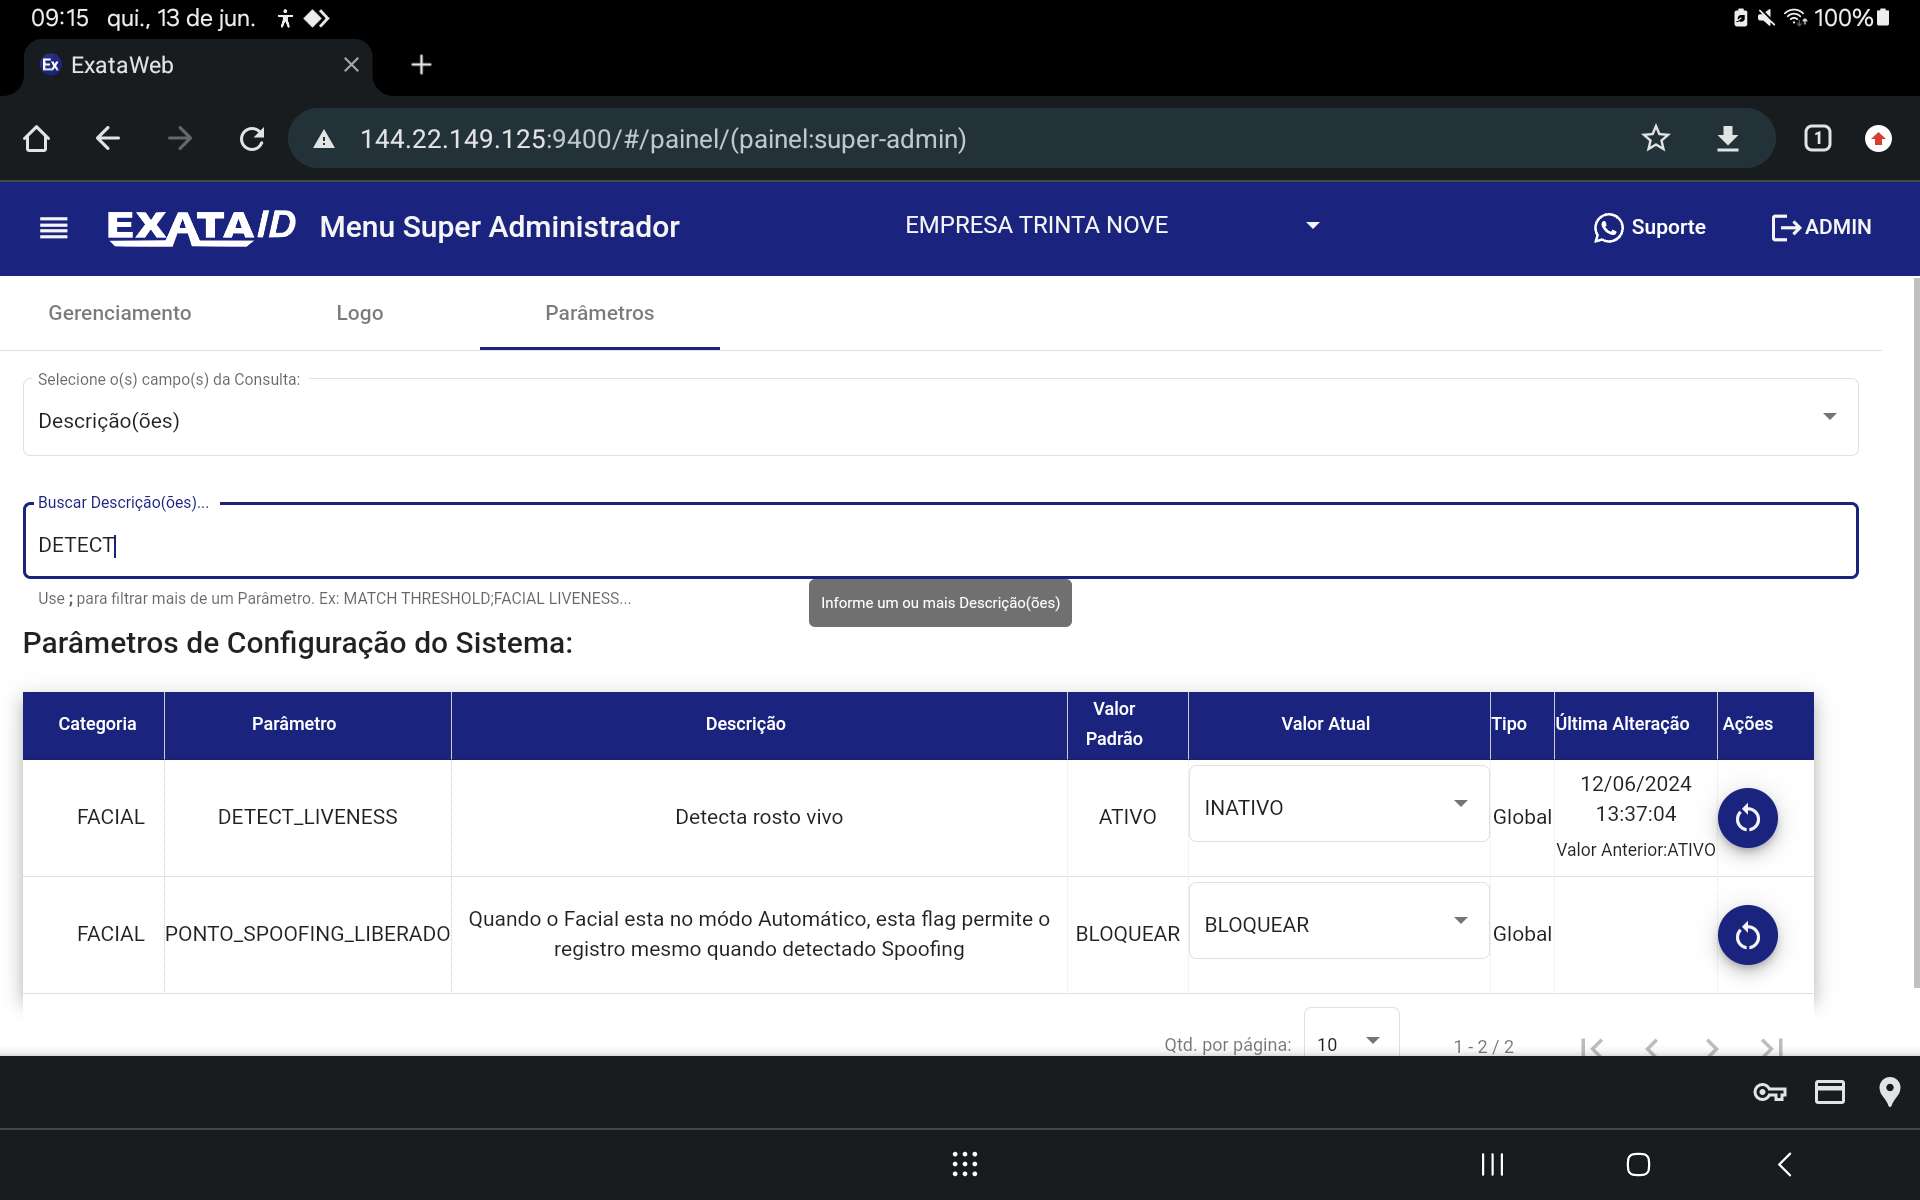 09:15 qui., 13 de jun.
100%
Ex ExataWeb
144.22.149.125:9400/#/painel/(painel:super-admin)
1
EXATA/D Menu Super Administrador
EMPRESA TRINTA NOVE
Suporte
ADMIN
Gerenciamento
Logo
Parâmetros
Selecione o(s) campo(s) da Consulta:
Descrição(ões)
Buscar Descrição(ões)...
DETECT
Use ; para filtrar mais de um Parâmetro. Ex: MATCH THRESHOLD;FACIAL LIVENESS...
Informe um ou mais Descrição(ões)
Parâmetros de Configuração do Sistema:
Categoria
Parâmetro
Descrição
Valor
Padrão
Valor Atual
Tipo
Última Alteração
Ações
FACIAL
DETECT_LIVENESS
Detecta rosto vivo
ATIVO
INATIVO
Global
12/06/2024
13:37:04
Valor Anterior:ATIVO
FACIAL
PONTO_SPOOFING_LIBERADO
Quando o Facial esta no módo Automático, esta flag permite o
registro mesmo quando detectado Spoofing
BLOQUEAR
BLOQUEAR
Global
Qtd. por página:
10
1 - 2 / 2